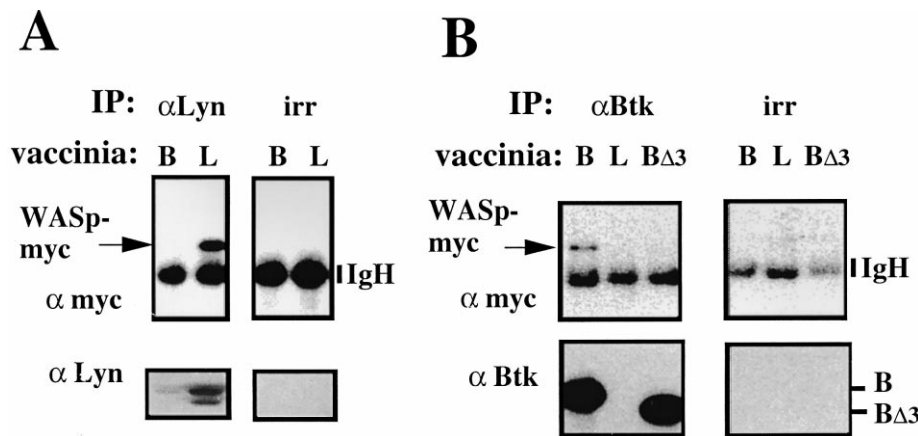 A
IP: αLyn irr
vaccinia: B L B L
WASp-
myc
IgH
α myc
α Lyn
B
IP: αBtk irr
vaccinia: B L BΔ3 B L BΔ3
WASp-
myc
IgH
α myc
α Btk
B
BΔ3